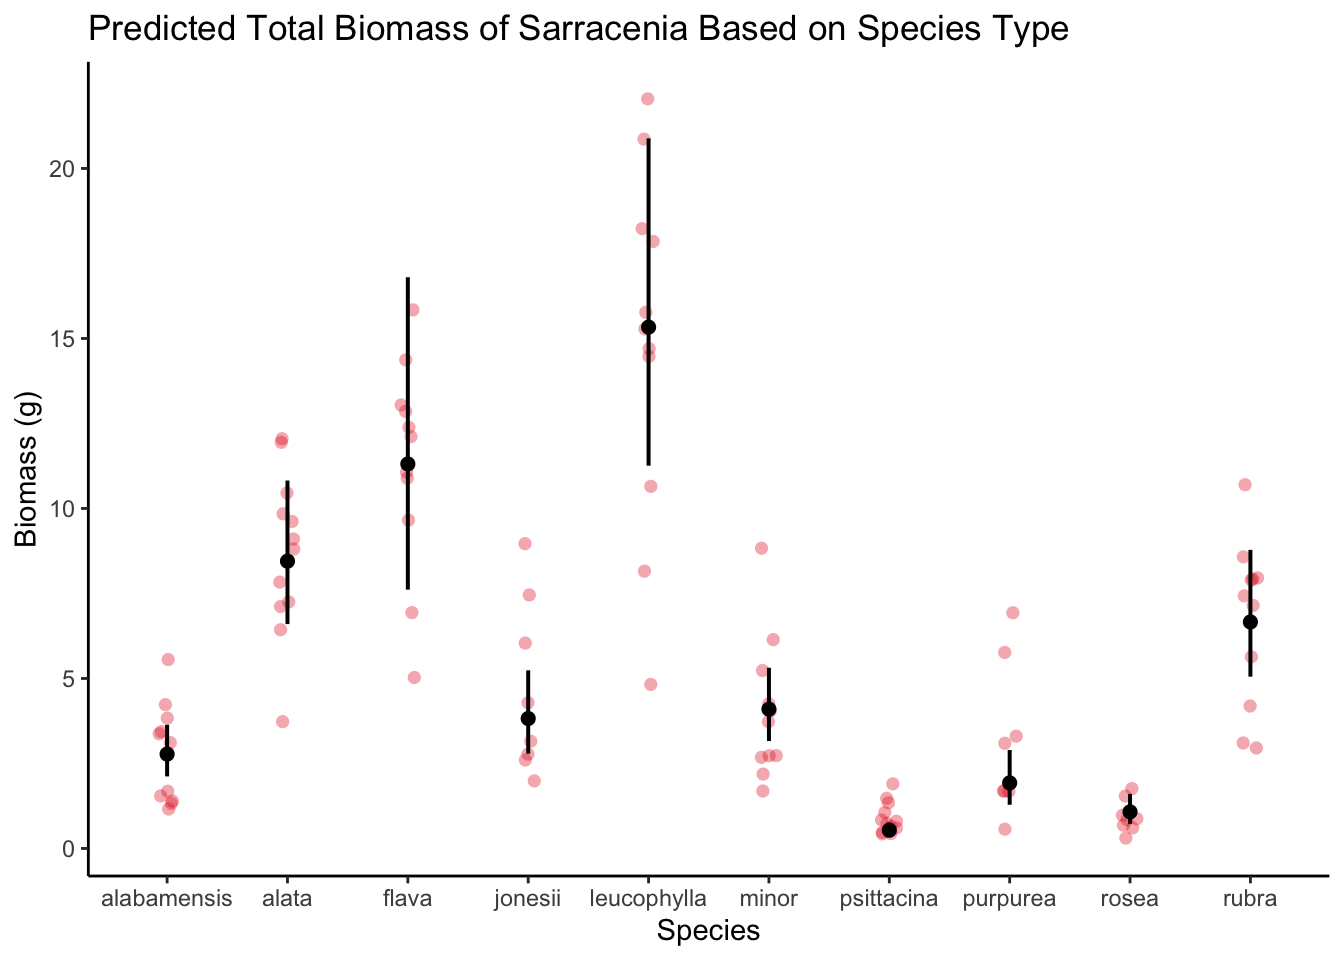 Predicted Total Biomass of Sarracenia Based on Species Type
20
15
10
5
0
Biomass (g)
alabamensis alata flava jonesii leucophylla minor psittacina purpurea rosea rubra
Species